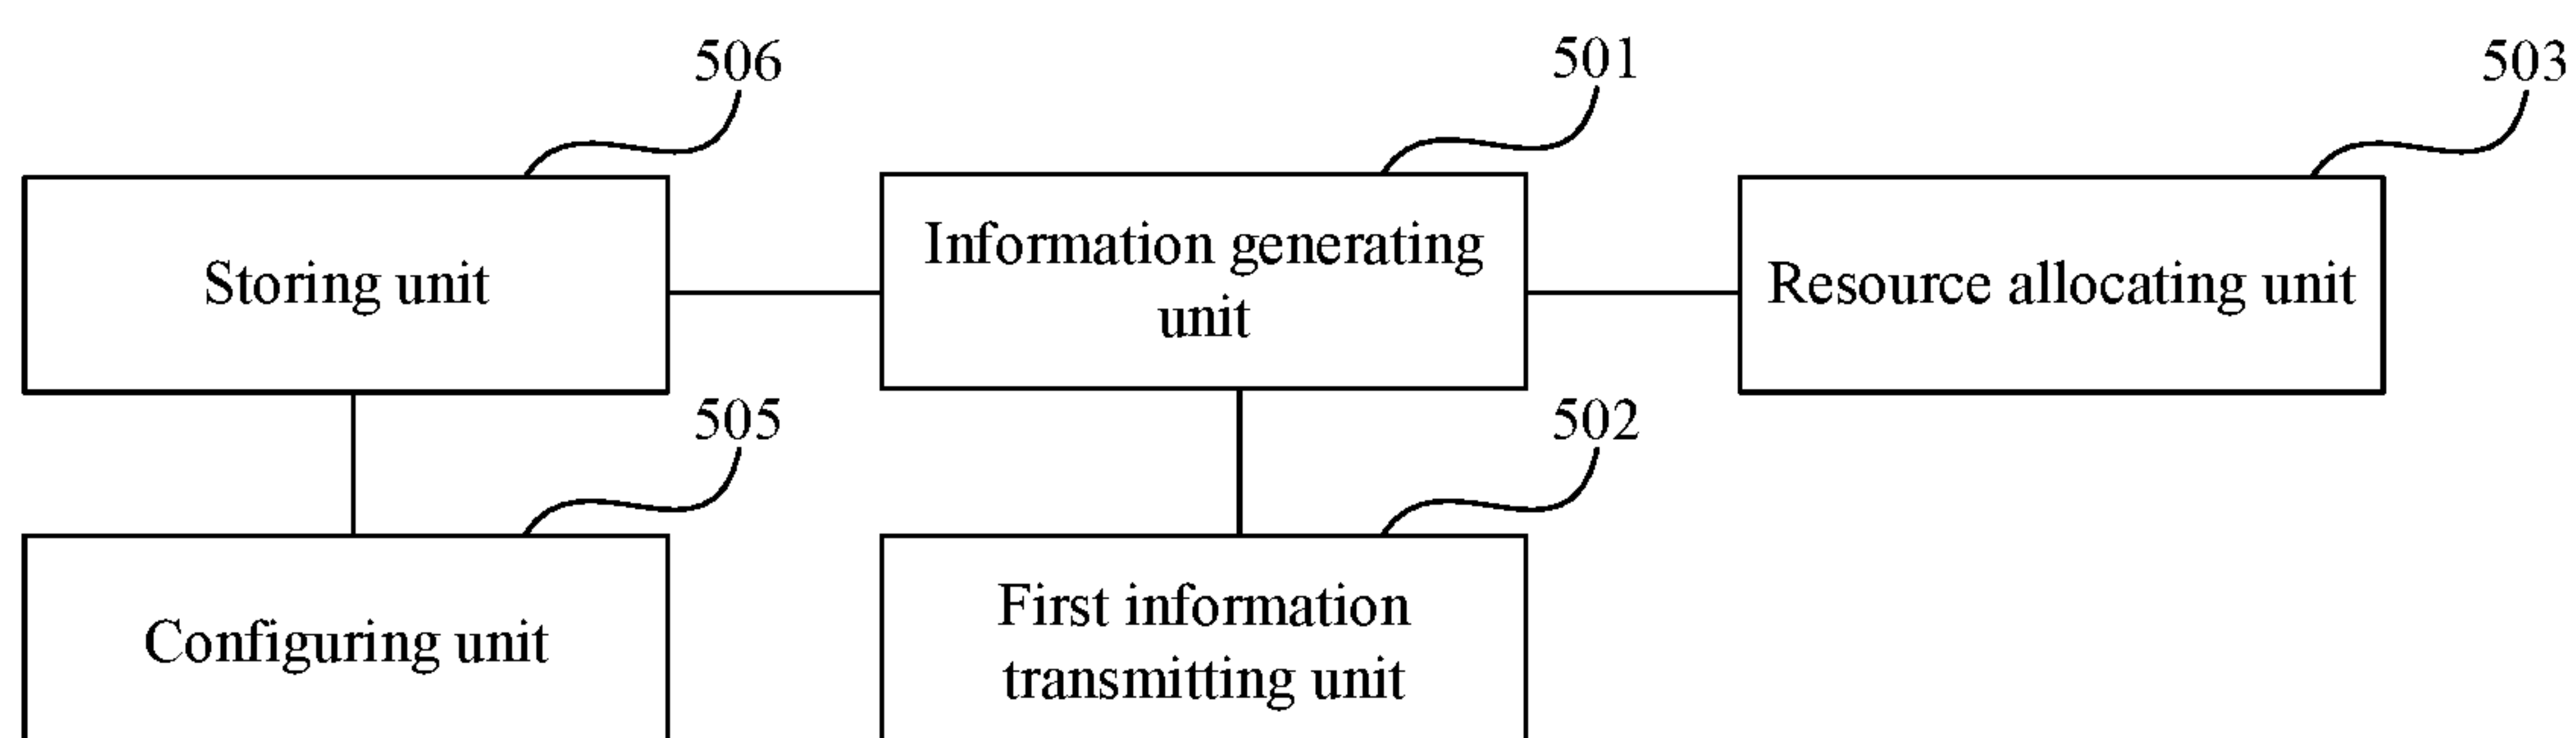 506
501
503
Storing unit
Information generating
unit
Resource allocating unit
505
502
Configuring unit
First information
transmitting unit